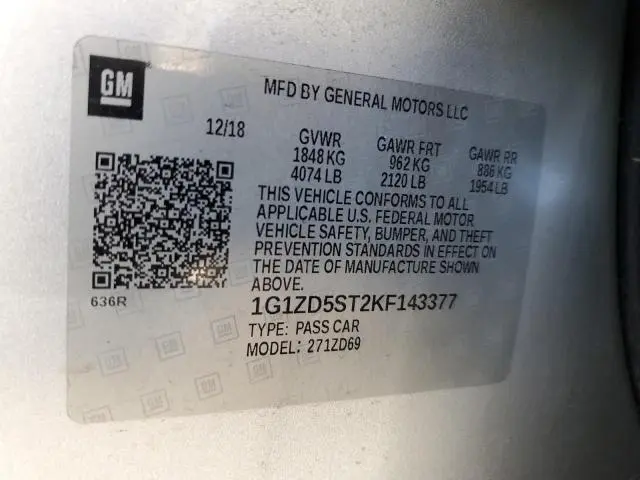 GM
MFD BY GENERAL MOTORS LLC
12/18
GVWR
1848 KG
4074 LB
GAWR FRT
962 KG
2120 LB
GAWR RR
886 KG
1954 LB
THIS VEHICLE CONFORMS TO ALL
APPLICABLE U.S. FEDERAL MOTOR
VEHICLE SAFETY, BUMPER, AND THEFT
PREVENTION STANDARDS IN EFFECT ON
THE DATE OF MANUFACTURE SHOWN
ABOVE.
636R
1G1ZD5ST2KF143377
TYPE: PASS CAR
MODEL: 271ZD69